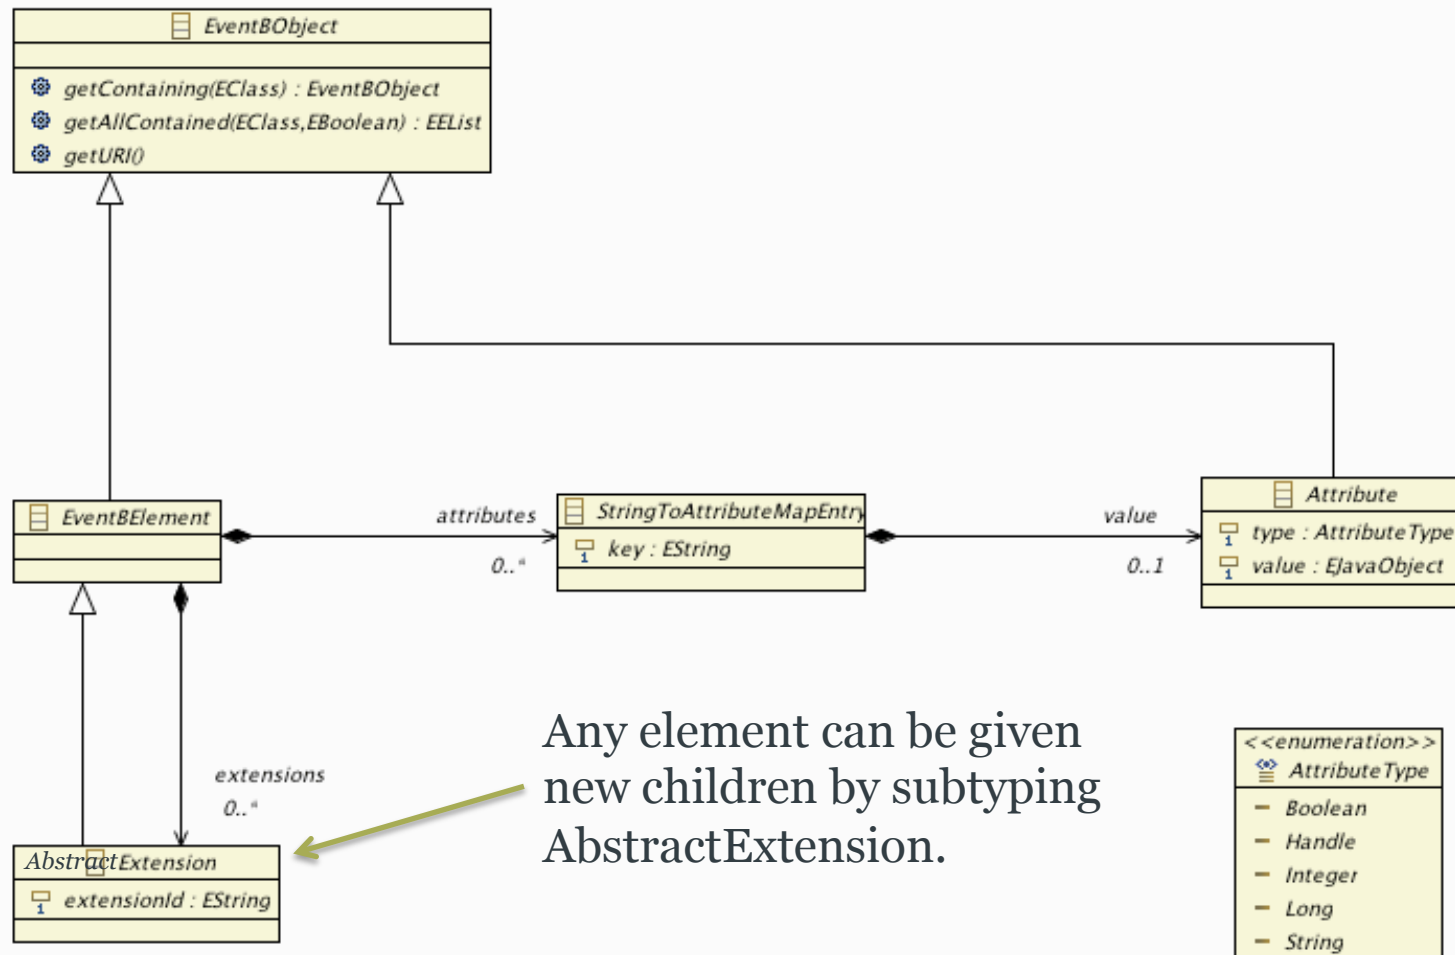 EventBObject
getContaining(EClass) : EventBObject
getAllContained(EClass,EBoolean) : EEList
getURI()
EventBElement
attributes
0..*
StringToAttributeMapEntry
key : EString
value
0..1
Attribute
type : AttributeType
value : EJavaObject
extensions
0..*
AbstractExtension
extensionId : EString
Any element can be given
new children by subtyping
AbstractExtension.
<<enumeration>>
AttributeType
Boolean
Handle
Integer
Long
String